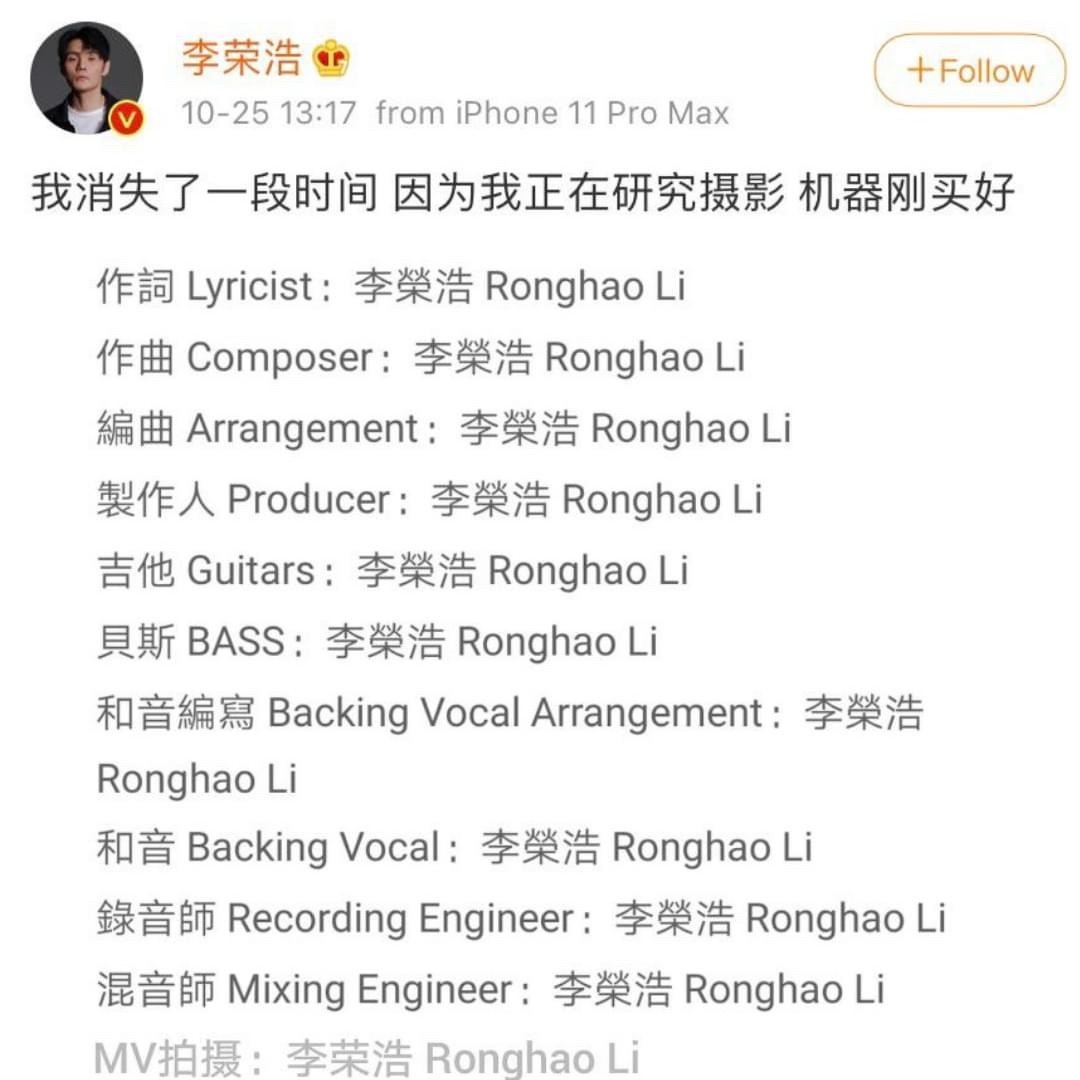 李荣浩
+Follow
10-25 13:17 from iPhone 11 Pro Max
我消失了一段时间 因为我正在研究摄影 机器刚买好
作詞 Lyricist：李榮浩 Ronghao Li
作曲 Composer：李榮浩 Ronghao Li
編曲 Arrangement：李榮浩 Ronghao Li
製作人 Producer：李榮浩 Ronghao Li
吉他 Guitars：李榮浩 Ronghao Li
貝斯 BASS：李榮浩 Ronghao Li
和音編寫 Backing Vocal Arrangement：李榮浩
Ronghao Li
和音 Backing Vocal：李榮浩 Ronghao Li
錄音師 Recording Engineer：李榮浩 Ronghao Li
混音師 Mixing Engineer：李榮浩 Ronghao Li
MV拍摄：李荣浩 Ronghao Li